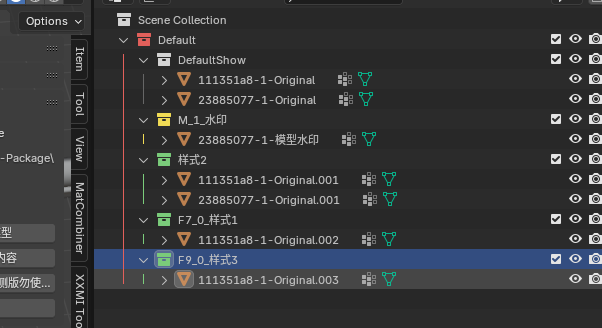 Options
Scene Collection
Default
DefaultShow
111351a8-1-Original
23885077-1-Original
M_1_水印
23885077-1-模型水印
样式2
111351a8-1-Original.001
23885077-1-Original.001
F7_0_样式1
111351a8-1-Original.002
F9_0_样式3
111351a8-1-Original.003
Item
Tool
View
MatCombiner
XXMI Too
e
-Package\
型
内容
测版勿使...